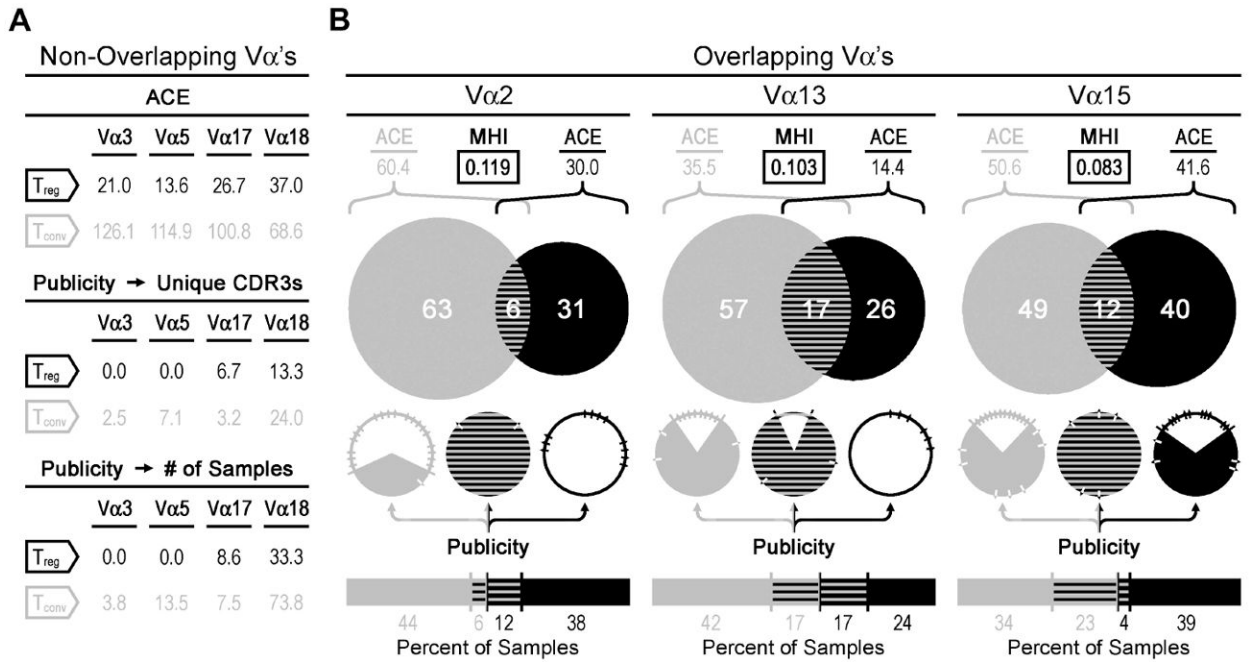 A
Non-Overlapping Vα's
ACE
Vα3 Vα5 Vα17 Vα18
Treg 21.0 13.6 26.7 37.0
Tconv 126.1 114.9 100.8 68.6
Publicity → Unique CDR3s
Vα3 Vα5 Vα17 Vα18
Treg 0.0 0.0 6.7 13.3
Tconv 2.5 7.1 3.2 24.0
Publicity → # of Samples
Vα3 Vα5 Vα17 Vα18
Treg 0.0 0.0 8.6 33.3
Tconv 3.8 13.5 7.5 73.8
B
Overlapping Vα's
Vα2 Vα13 Vα15
ACE MHI ACE ACE MHI ACE ACE MHI ACE
60.4 0.119 30.0 35.5 0.103 14.4 50.6 0.083 41.6
63 6 31 57 17 26 49 12 40
Publicity Publicity Publicity
44 6 12 38 42 17 17 24 34 23 4 39
Percent of Samples Percent of Samples Percent of Samples